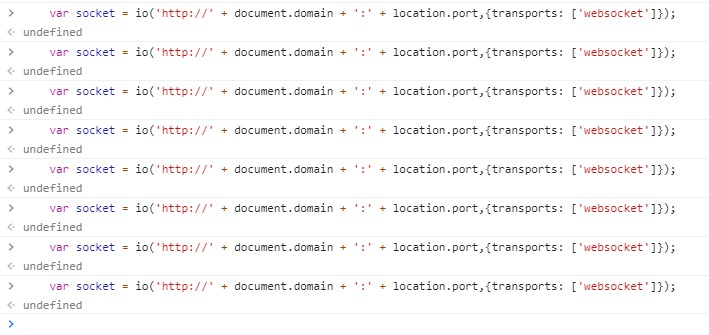 var socket = io('http://' + document.domain + ':' + location.port,{transports: ['websocket']});
undefined
var socket = io('http://' + document.domain + ':' + location.port,{transports: ['websocket']});
undefined
var socket = io('http://' + document.domain + ':' + location.port,{transports: ['websocket']});
undefined
var socket = io('http://' + document.domain + ':' + location.port,{transports: ['websocket']});
undefined
var socket = io('http://' + document.domain + ':' + location.port,{transports: ['websocket']});
undefined
var socket = io('http://' + document.domain + ':' + location.port,{transports: ['websocket']});
undefined
var socket = io('http://' + document.domain + ':' + location.port,{transports: ['websocket']});
undefined
var socket = io('http://' + document.domain + ':' + location.port,{transports: ['websocket']});
undefined